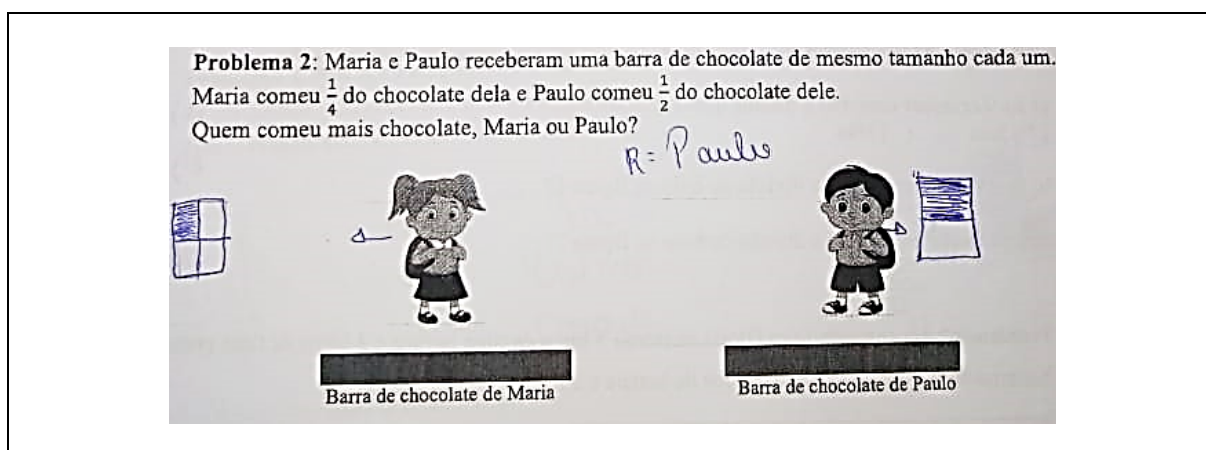 Problema 2: Maria e Paulo receberam uma barra de chocolate de mesmo tamanho cada um.
Maria comeu 1/4 do chocolate dela e Paulo comeu 1/2 do chocolate dele.
Quem comeu mais chocolate, Maria ou Paulo?
R= Paulo
Barra de chocolate de Maria
Barra de chocolate de Paulo